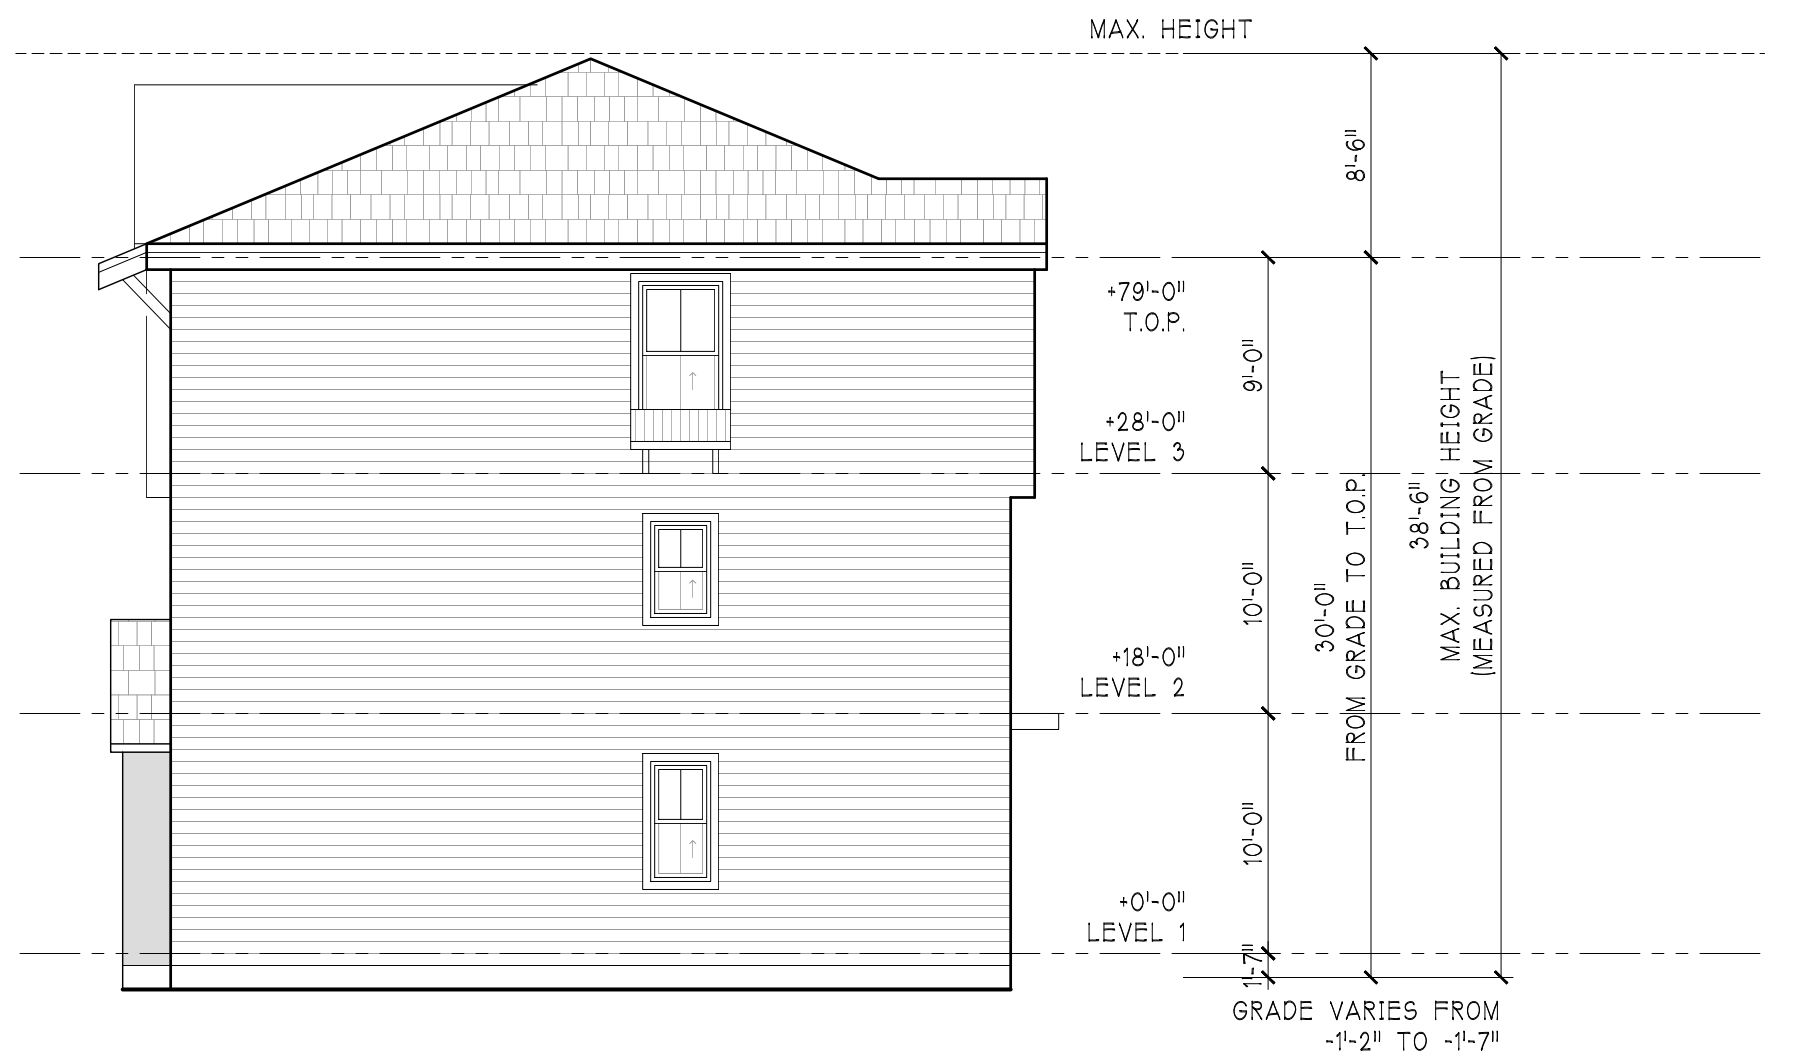 MAX. HEIGHT
8'-6"
+79'-0"
T.O.P.
9'-0"
+28'-0"
LEVEL 3
38'-6"
MAX. BUILDING HEIGHT
(MEASURED FROM GRADE)
30'-0"
FROM GRADE TO T.O.P.
10'-0"
+18'-0"
LEVEL 2
10'-0"
+0'-0"
LEVEL 1
1'-7"
GRADE VARIES FROM
-1'-2" TO -1'-7"